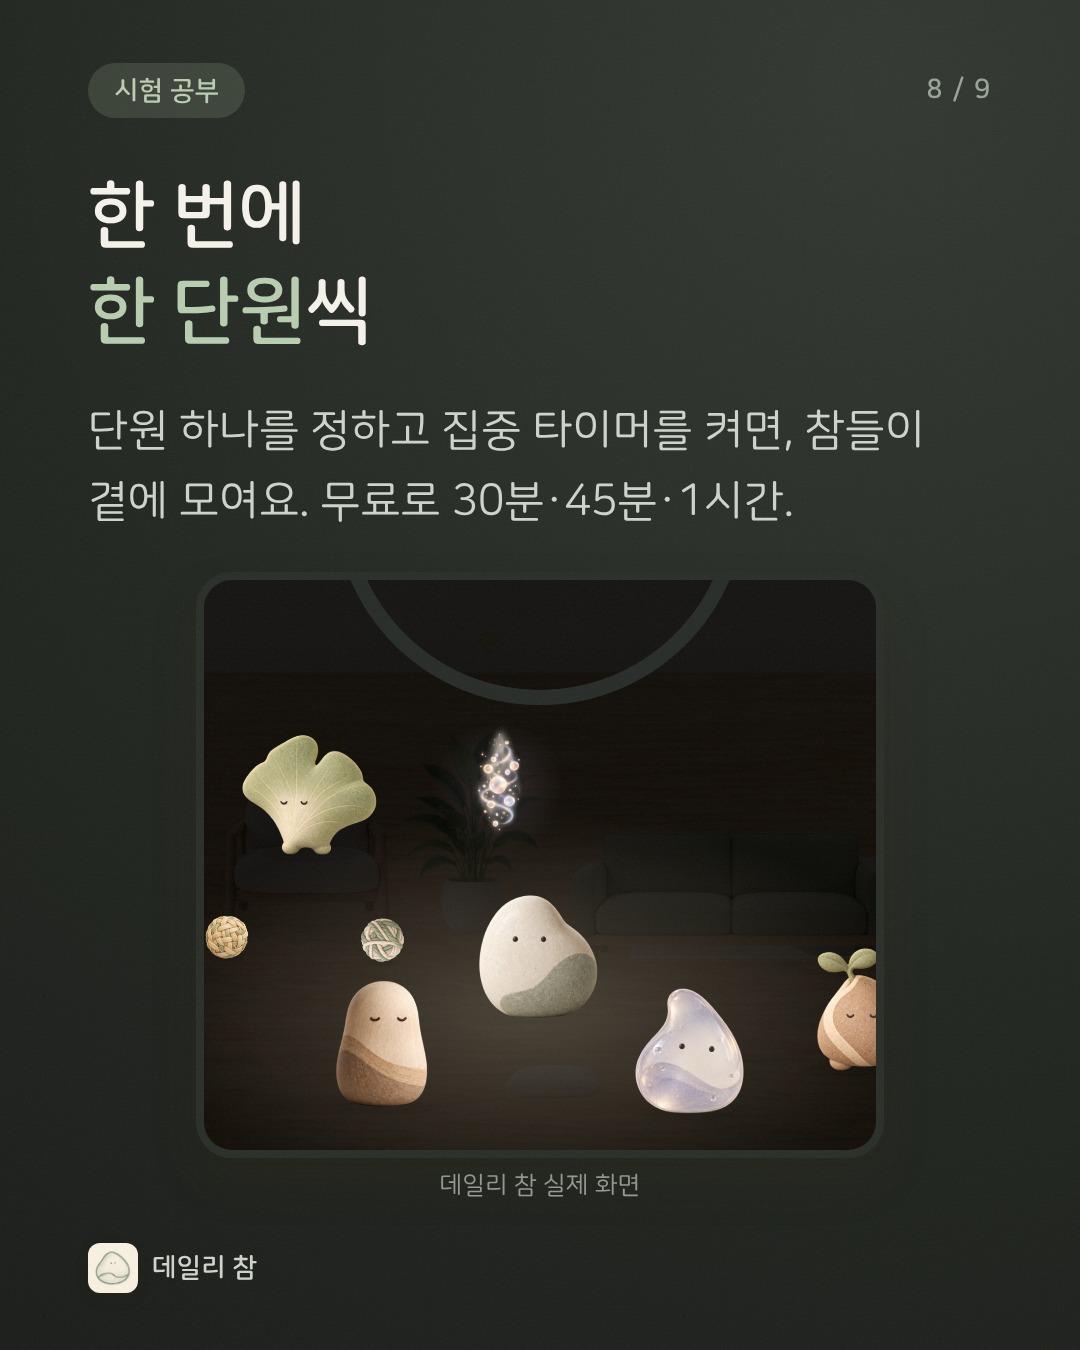 시험 공부
8 / 9
한 번에
한 단원씩
단원 하나를 정하고 집중 타이머를 켜면, 참들이
곁에 모여요. 무료로 30분·45분·1시간.
데일리 참 실제 화면
데일리 참